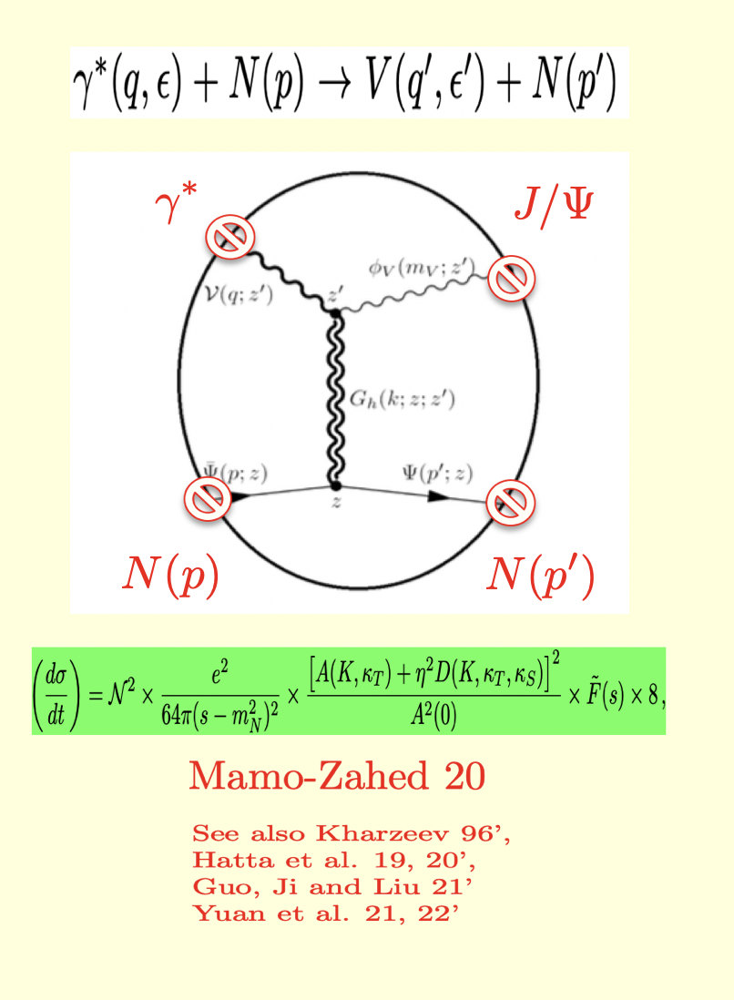 γ*(q, ϵ) + N(p) → V(q′, ϵ′) + N(p′)
γ*
J/Ψ
ϕ_V(m_V; z′)
𝒱(q; z′)
z′
G_h(k; z; z′)
Ψ̄(p; z)
Ψ(p′; z)
z
N(p)
N(p′)
(dσ/dt) = 𝒩² × e²/(64π(s − m_N²)²) × [A(K, κ_T) + η²D(K, κ_T, κ_S)]²/A²(0) × F̃(s) × 8,
Mamo-Zahed 20
See also Kharzeev 96’,
Hatta et al. 19, 20’,
Guo, Ji and Liu 21’
Yuan et al. 21, 22’